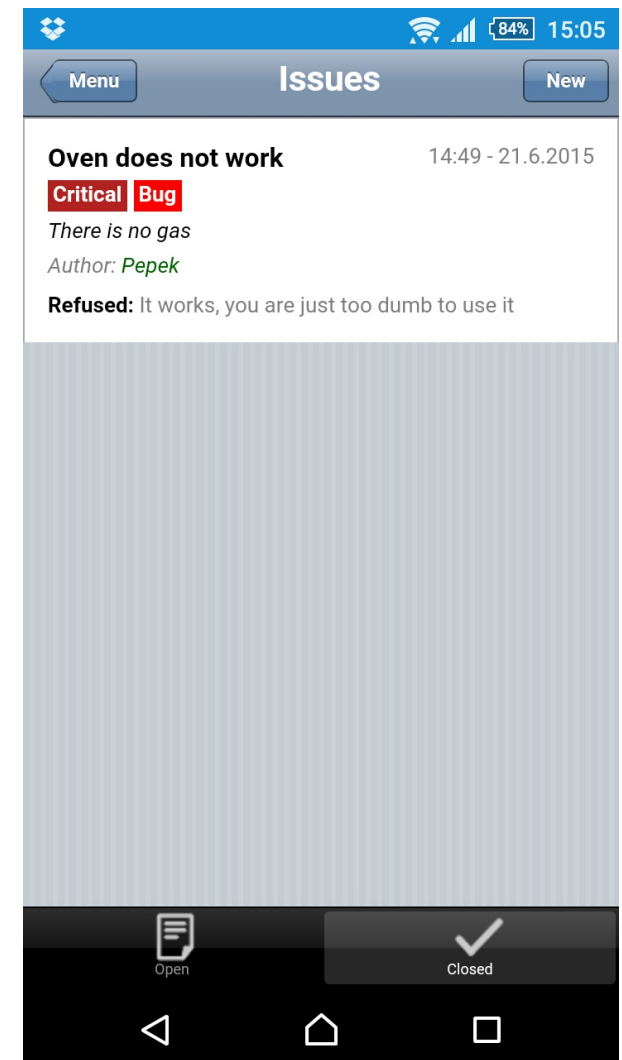 84% 15:05
Menu Issues New
Oven does not work 14:49 - 21.6.2015
Critical Bug
There is no gas
Author: Pepek
Refused: It works, you are just too dumb to use it
Open Closed